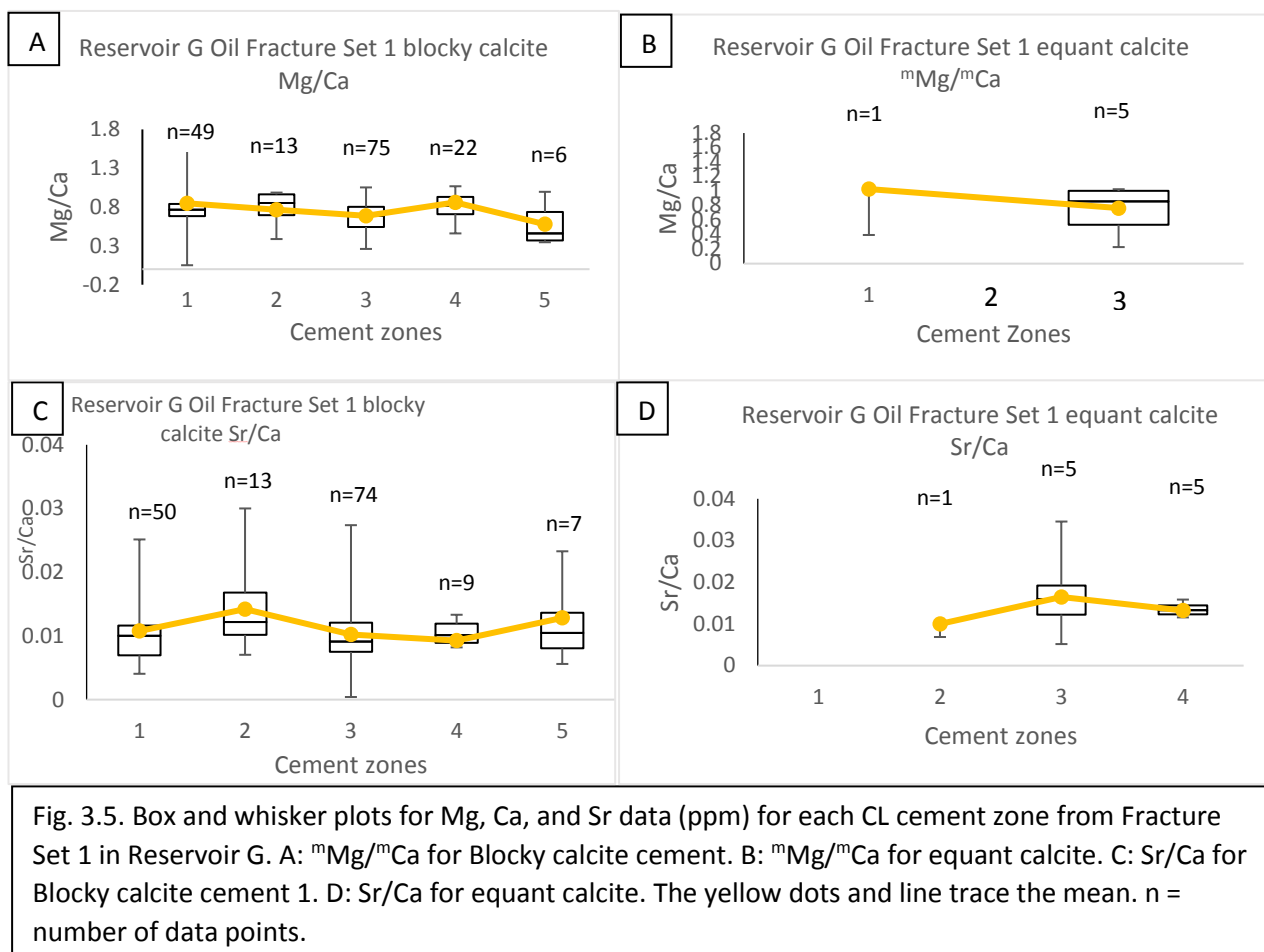 A
Reservoir G Oil Fracture Set 1 blocky calcite
Mg/Ca
n=49
n=13
n=75
n=22
n=6
1.8
1.3
0.8
0.3
-0.2
Mg/Ca
1 2 3 4 5
Cement zones
B
Reservoir G Oil Fracture Set 1 equant calcite
ᵐMg/ᵐCa
n=1
n=5
1.8
1.6
1.4
1.2
1
0.8
0.6
0.4
0.2
0
Mg/Ca
1 2 3
Cement Zones
C
Reservoir G Oil Fracture Set 1 blocky
calcite Sr/Ca
0.04
0.03
0.02
0.01
0
Sr/Ca
n=50
n=13
n=74
n=9
n=7
1 2 3 4 5
Cement zones
D
Reservoir G Oil Fracture Set 1 equant calcite
Sr/Ca
n=1
n=5
n=5
0.04
0.03
0.02
0.01
0
Sr/Ca
1 2 3 4
Cement zones
Fig. 3.5. Box and whisker plots for Mg, Ca, and Sr data (ppm) for each CL cement zone from Fracture
Set 1 in Reservoir G. A: ᵐMg/ᵐCa for Blocky calcite cement. B: ᵐMg/ᵐCa for equant calcite. C: Sr/Ca for
Blocky calcite cement 1. D: Sr/Ca for equant calcite. The yellow dots and line trace the mean. n =
number of data points.